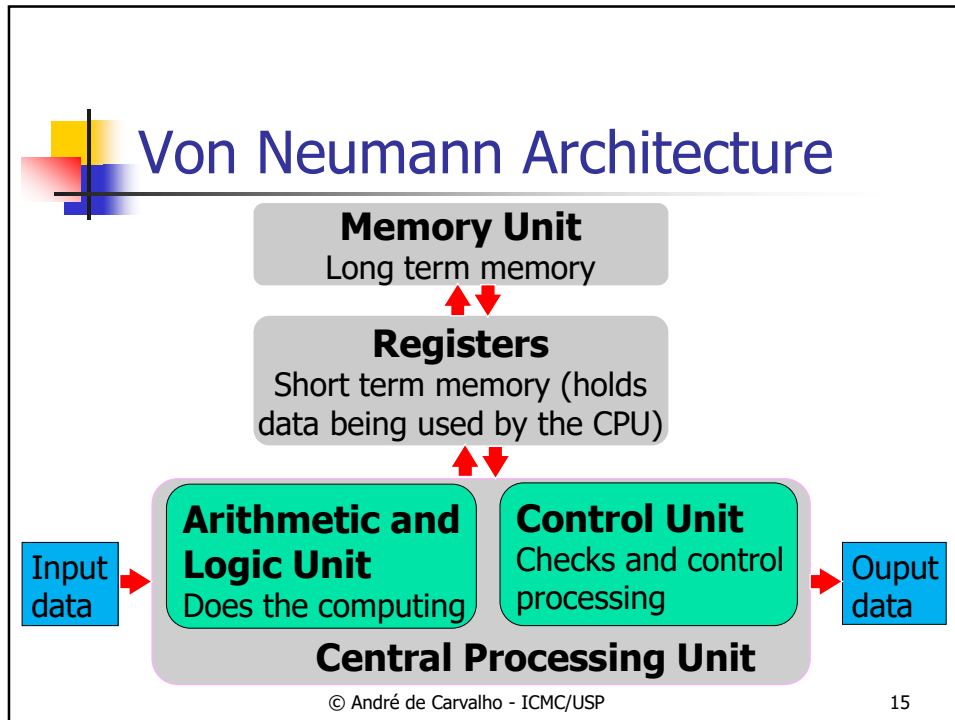 Von Neumann Architecture
Memory Unit
Long term memory
Registers
Short term memory (holds
data being used by the CPU)
Arithmetic and
Logic Unit
Does the computing
Control Unit
Checks and control
processing
Input
data
Ouput
data
Central Processing Unit
© André de Carvalho - ICMC/USP
15